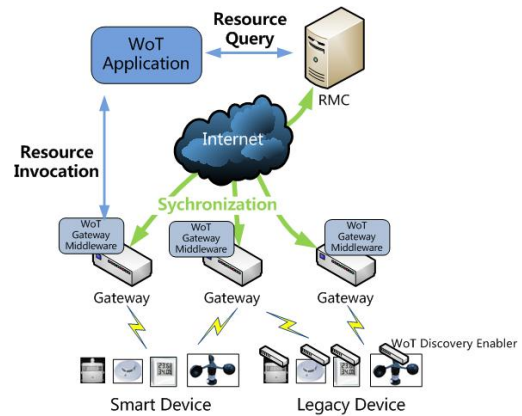 Resource
Query
WoT
Application
RMC
Internet
Resource
Invocation
Sychronization
WoT
Gateway
Middleware
WoT
Gateway
Middleware
WoT
Gateway
Middleware
Gateway
Gateway
Gateway
WoT Discovery Enabler
Smart Device
Legacy Device